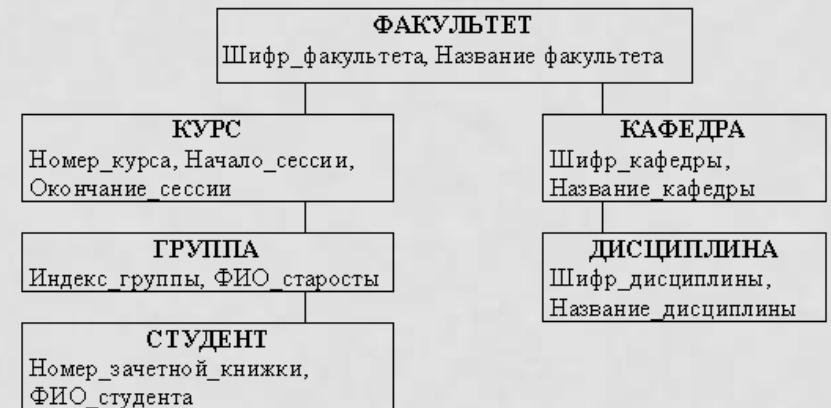 ФАКУЛЬТЕТ
Шифр_факультета, Название факультета
КУРС
Номер_курса, Начало_сессии,
Окончание_сессии
ГРУППА
Индекс_группы, ФИО_старосты
СТУДЕНТ
Номер_зачетной_книжки,
ФИО_студента
КАФЕДРА
Шифр_кафедры,
Название_кафедры
ДИСЦИПЛИНА
Шифр_дисциплины,
Название_дисциплины